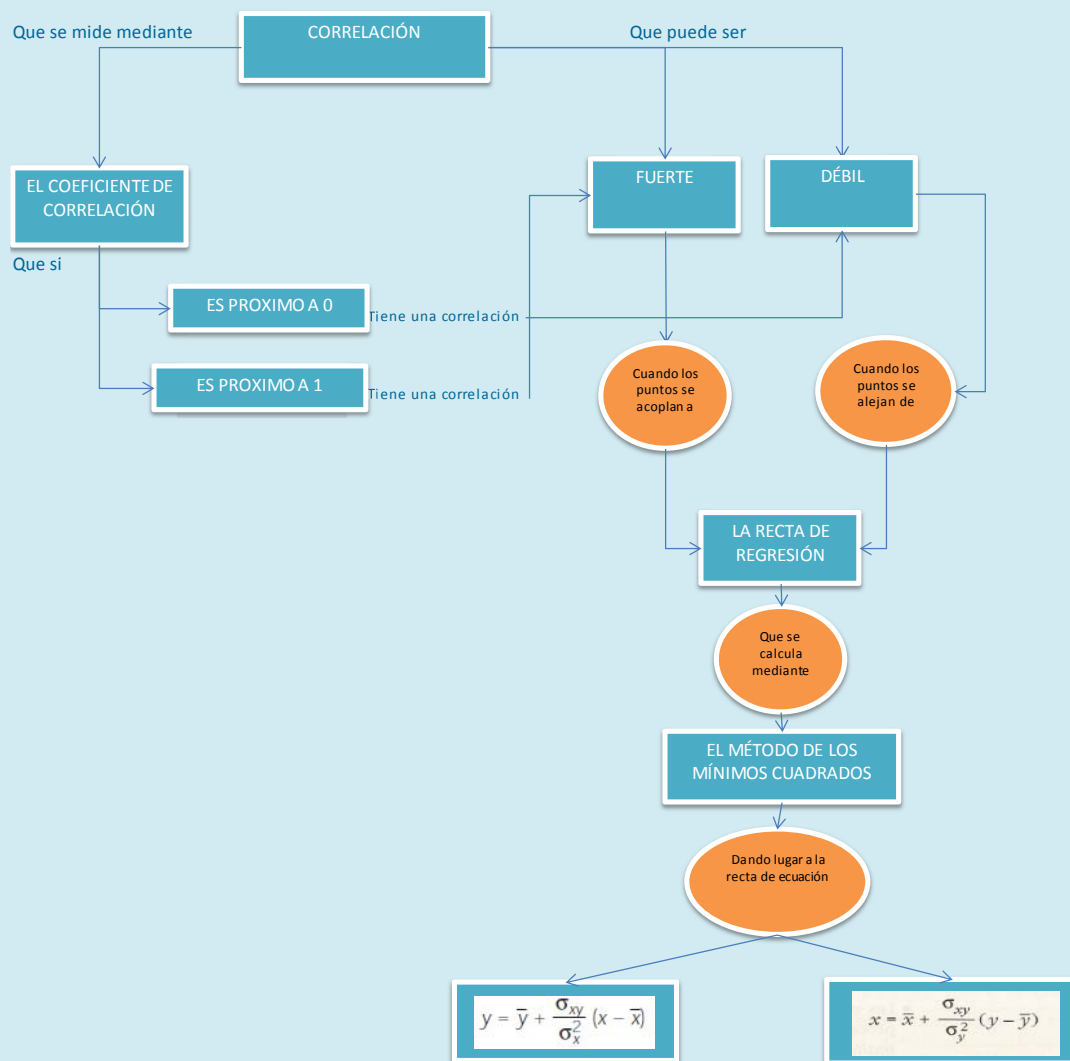 Que se mide mediante
CORRELACIÓN
Que puede ser
EL COEFICIENTE DE
CORRELACIÓN
FUERTE
DÉBIL
Que si
ES PROXIMO A 0
Tiene una correlación
ES PROXIMO A 1
Tiene una correlación
Cuando los
puntos se
acoplan a
Cuando los
puntos se
alejan de
LA RECTA DE
REGRESIÓN
Que se
calcula
mediante
EL MÉTODO DE LOS
MÍNIMOS CUADRADOS
Dando lugar a la
recta de ecuación
y = y̅ + σxy/σx² (x − x̅)
x = x̅ + σxy/σy² (y − y̅)